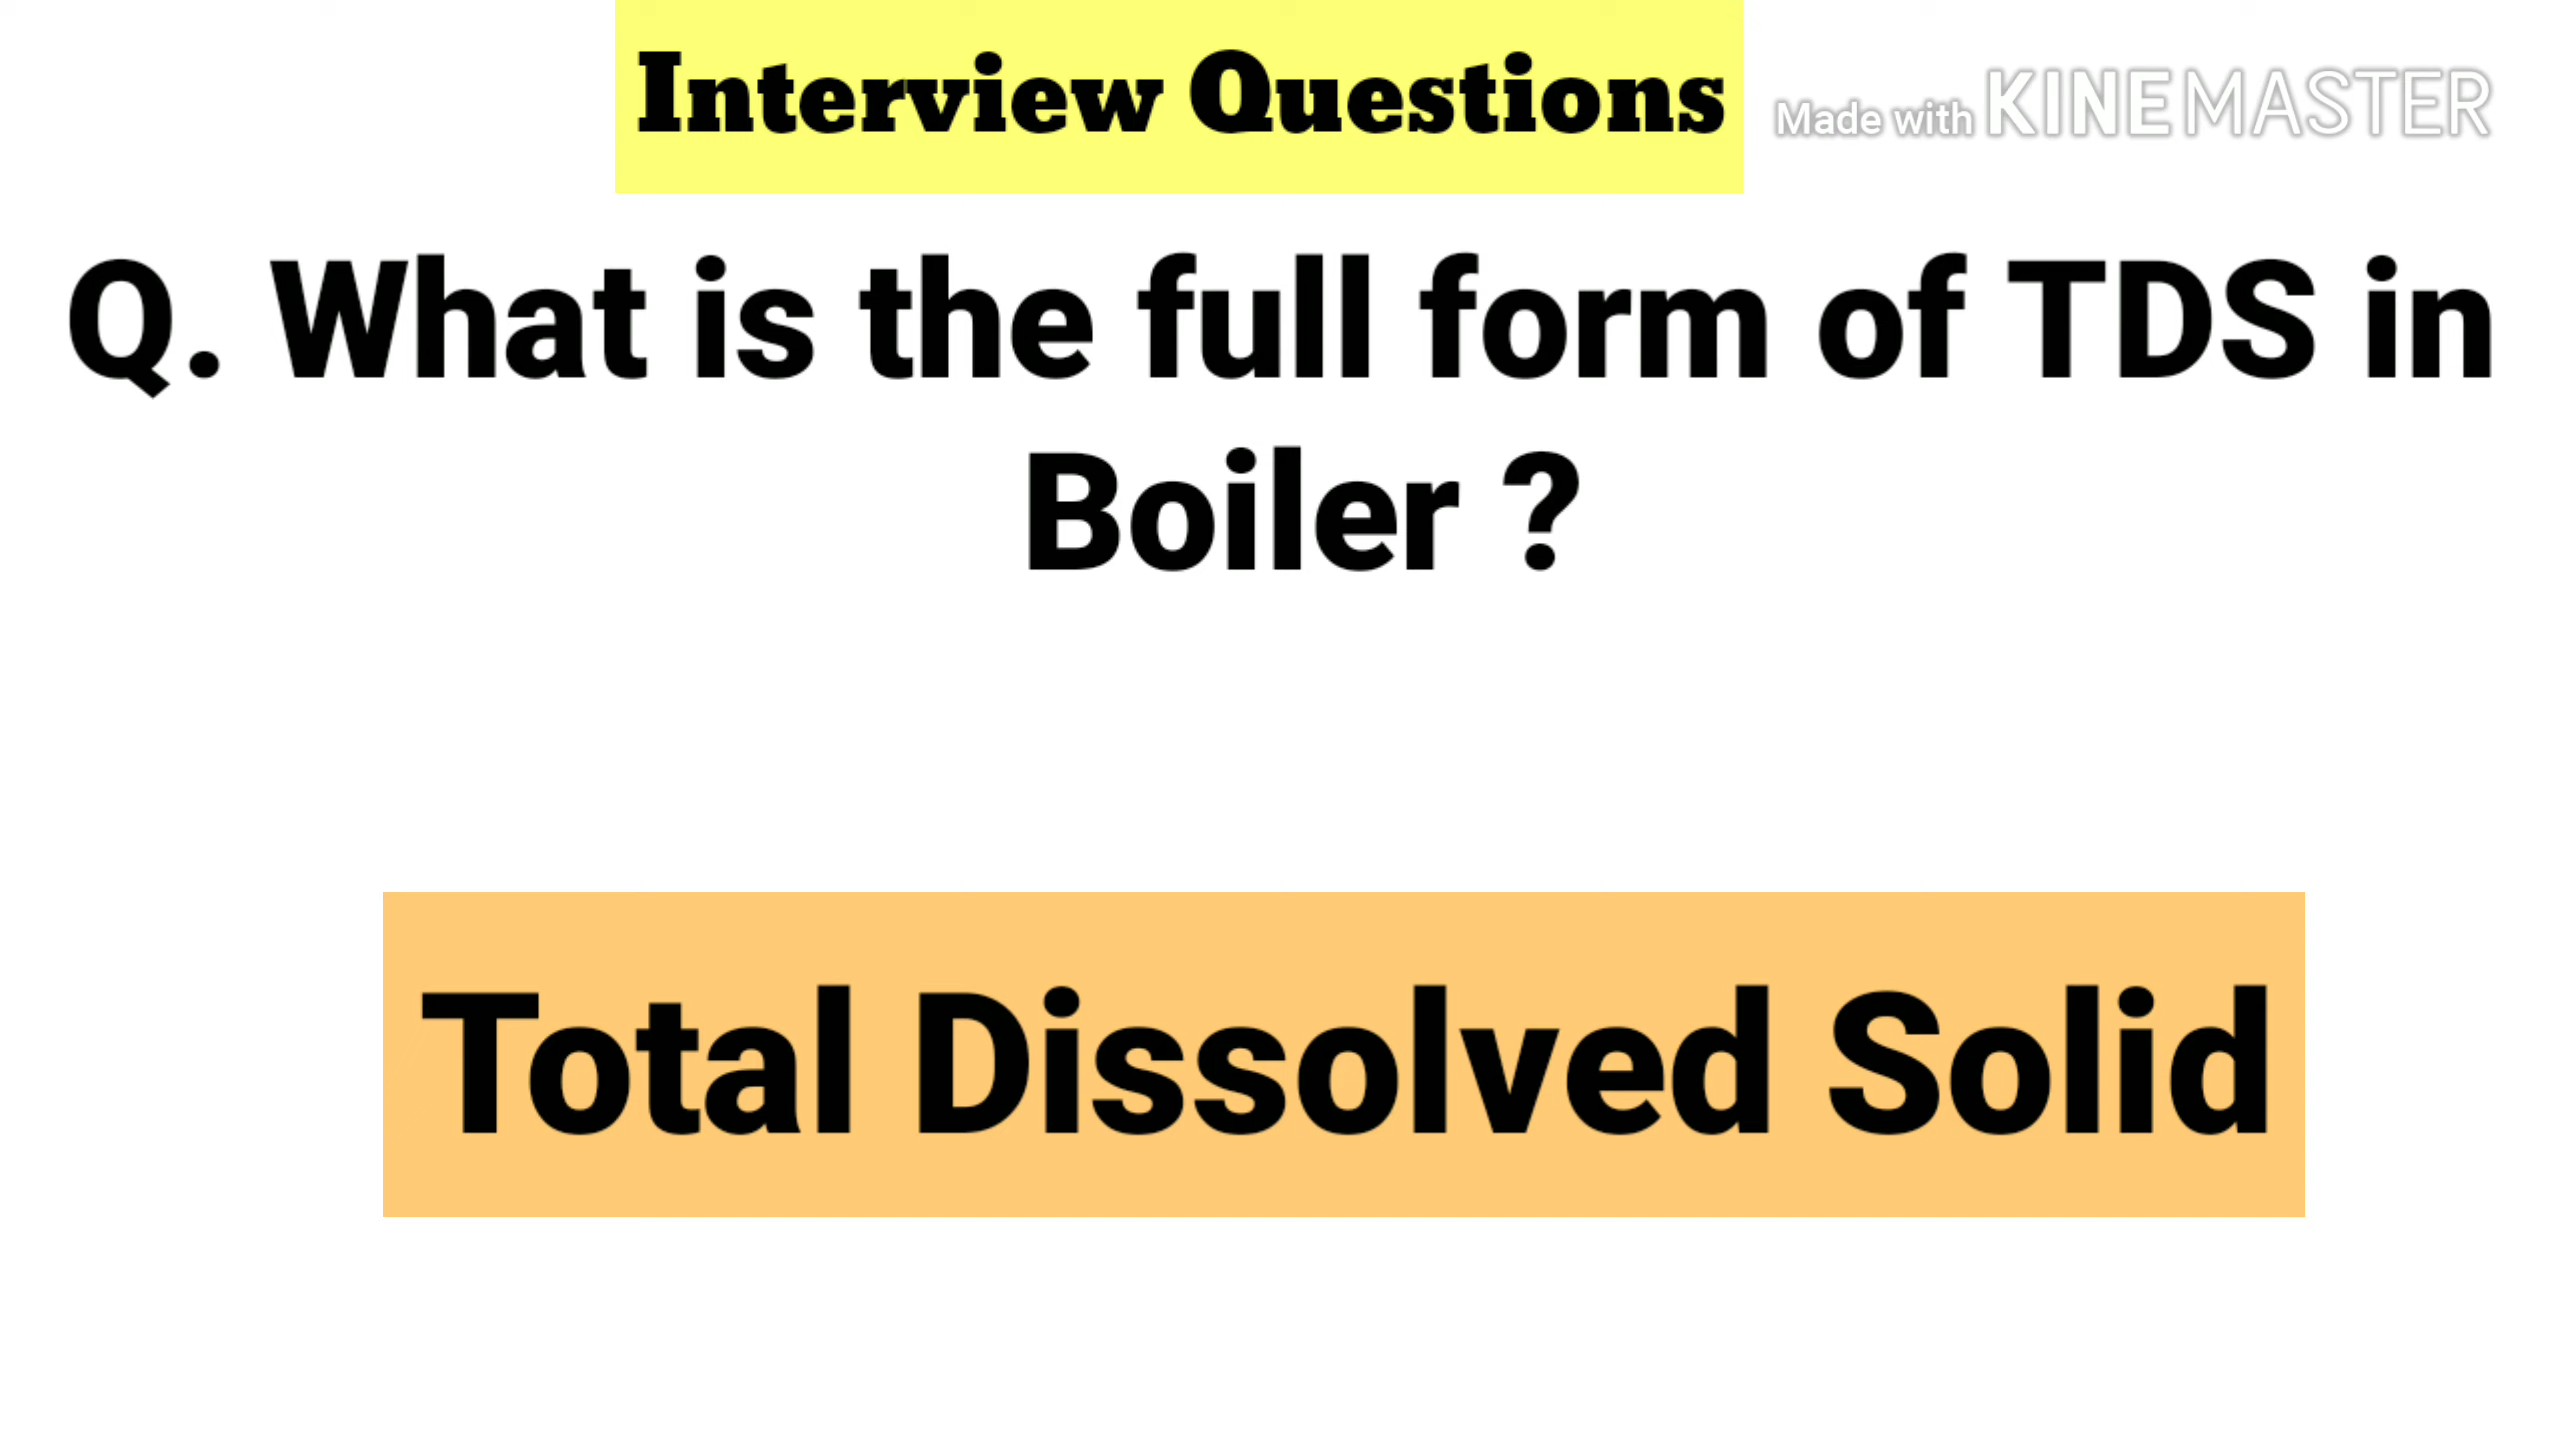 Interview Questions
Made with KINEMASTER
Q. What is the full form of TDS in
Boiler ?
Total Dissolved Solid